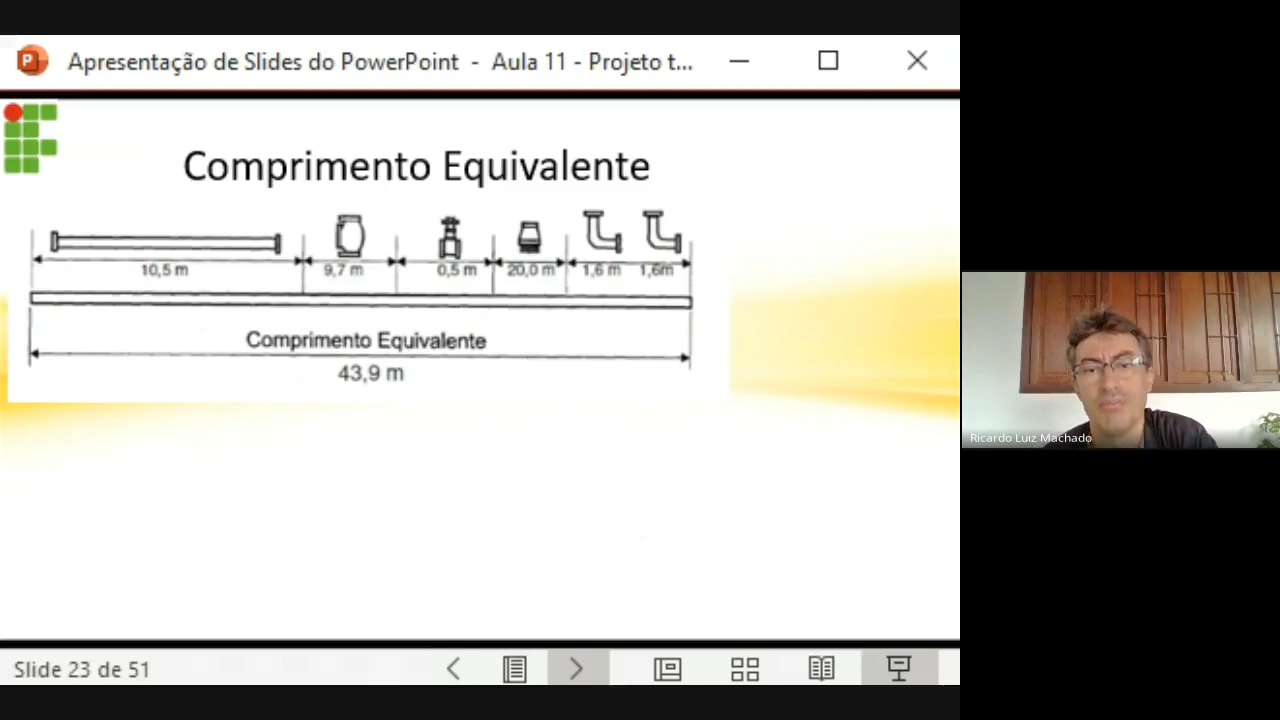 Apresentação de Slides do PowerPoint - Aula 11 - Projeto t...
Comprimento Equivalente
10,5 m 9,7 m 0,5 m 20,0 m 1,6 m 1,6m
Comprimento Equivalente
43,9 m
Ricardo Luiz Machado
Slide 23 de 51